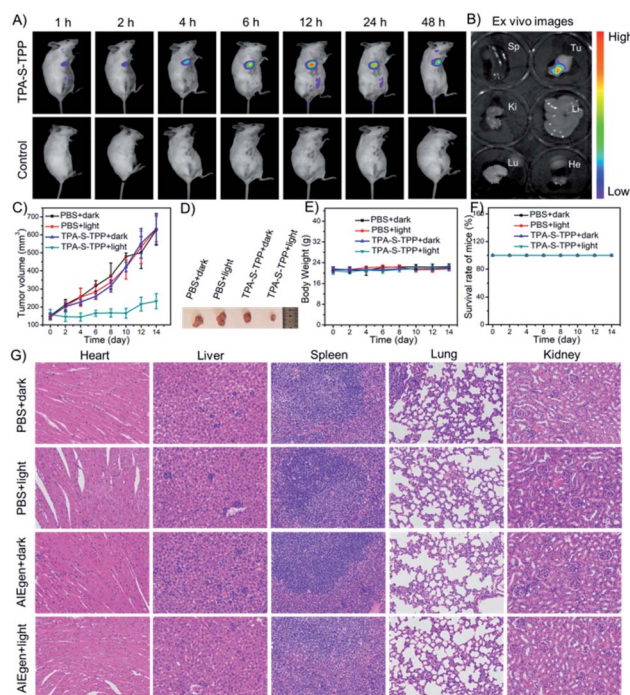 A)
1 h 2 h 4 h 6 h 12 h 24 h 48 h
TPA-S-TPP
Control
B) Ex vivo images
Sp Tu
Ki Li
Lu He
High
Low
C)
PBS+dark
PBS+light
TPA-S-TPP+dark
TPA-S-TPP+light
Tumor volume (mm³)
700
600
500
400
300
200
100
0 2 4 6 8 10 12 14
Time (day)
D)
PBS+dark
PBS+light
TPA-S-TPP+dark
TPA-S-TPP+light
E)
PBS+dark
PBS+light
TPA-S-TPP+dark
TPA-S-TPP+light
Body Weight (g)
36
24
12
0
0 2 4 6 8 10 12 14
Time (day)
F)
PBS+dark
PBS+light
TPA-S-TPP+dark
TPA-S-TPP+light
Survival rate of mice (%)
160
120
80
40
0
0 2 4 6 8 10 12 14
Time (day)
G)
Heart Liver Spleen Lung Kidney
PBS+dark
PBS+light
AIEgen+dark
AIEgen+light